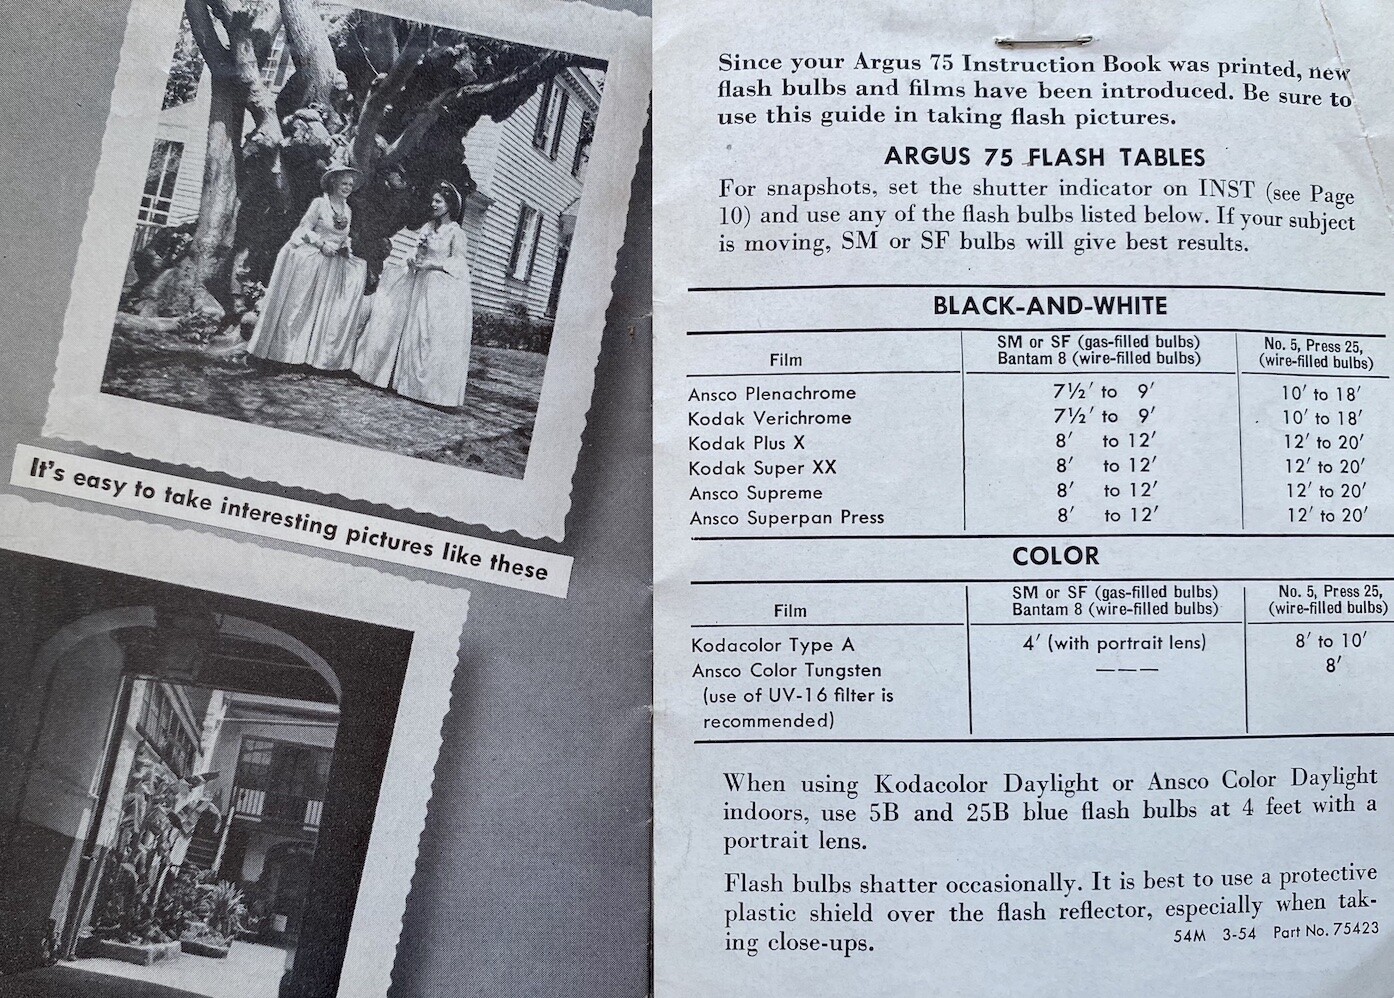 It's easy to take interesting pictures like these
Since your Argus 75 Instruction Book was printed, new
flash bulbs and films have been introduced. Be sure to
use this guide in taking flash pictures.
ARGUS 75 FLASH TABLES
For snapshots, set the shutter indicator on INST (see Page
10) and use any of the flash bulbs listed below. If your subject
is moving, SM or SF bulbs will give best results.
BLACK-AND-WHITE
Film SM or SF (gas-filled bulbs) Bantam 8 (wire-filled bulbs) No. 5, Press 25, (wire-filled bulbs)
Ansco Plenachrome 7½' to 9' 10' to 18'
Kodak Verichrome 7½' to 9' 10' to 18'
Kodak Plus X 8' to 12' 12' to 20'
Kodak Super XX 8' to 12' 12' to 20'
Ansco Supreme 8' to 12' 12' to 20'
Ansco Superpan Press 8' to 12' 12' to 20'
COLOR
Film SM or SF (gas-filled bulbs) Bantam 8 (wire-filled bulbs) No. 5, Press 25, (wire-filled bulbs)
Kodacolor Type A 4' (with portrait lens) 8' to 10'
Ansco Color Tungsten — — — 8'
(use of UV-16 filter is
recommended)
When using Kodacolor Daylight or Ansco Color Daylight
indoors, use 5B and 25B blue flash bulbs at 4 feet with a
portrait lens.
Flash bulbs shatter occasionally. It is best to use a protective
plastic shield over the flash reflector, especially when tak-
ing close-ups.
54M 3-54 Part No. 75423